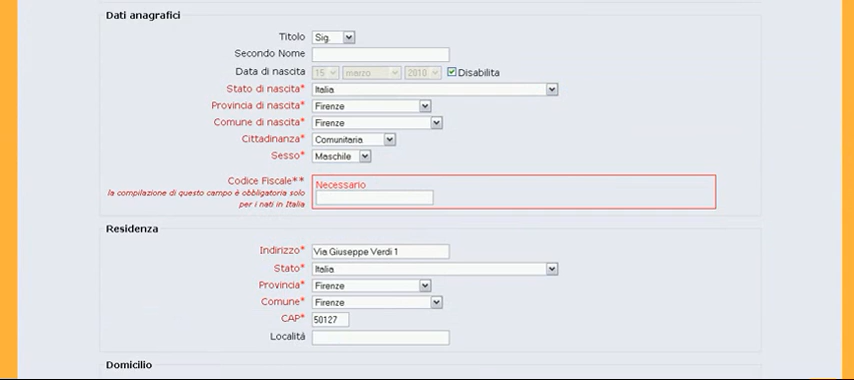 Dati anagrafici
Titolo Sig.
Secondo Nome
Data di nascita 15 marzo 2010 Disabilita
Stato di nascita* Italia
Provincia di nascita* Firenze
Comune di nascita* Firenze
Cittadinanza* Comunitaria
Sesso* Maschile
Codice Fiscale** Necessario
la compilazione di questo campo è obbligatoria solo
per i nati in Italia
Residenza
Indirizzo* Via Giuseppe Verdi 1
Stato* Italia
Provincia* Firenze
Comune* Firenze
CAP* 50127
Località
Domicilio